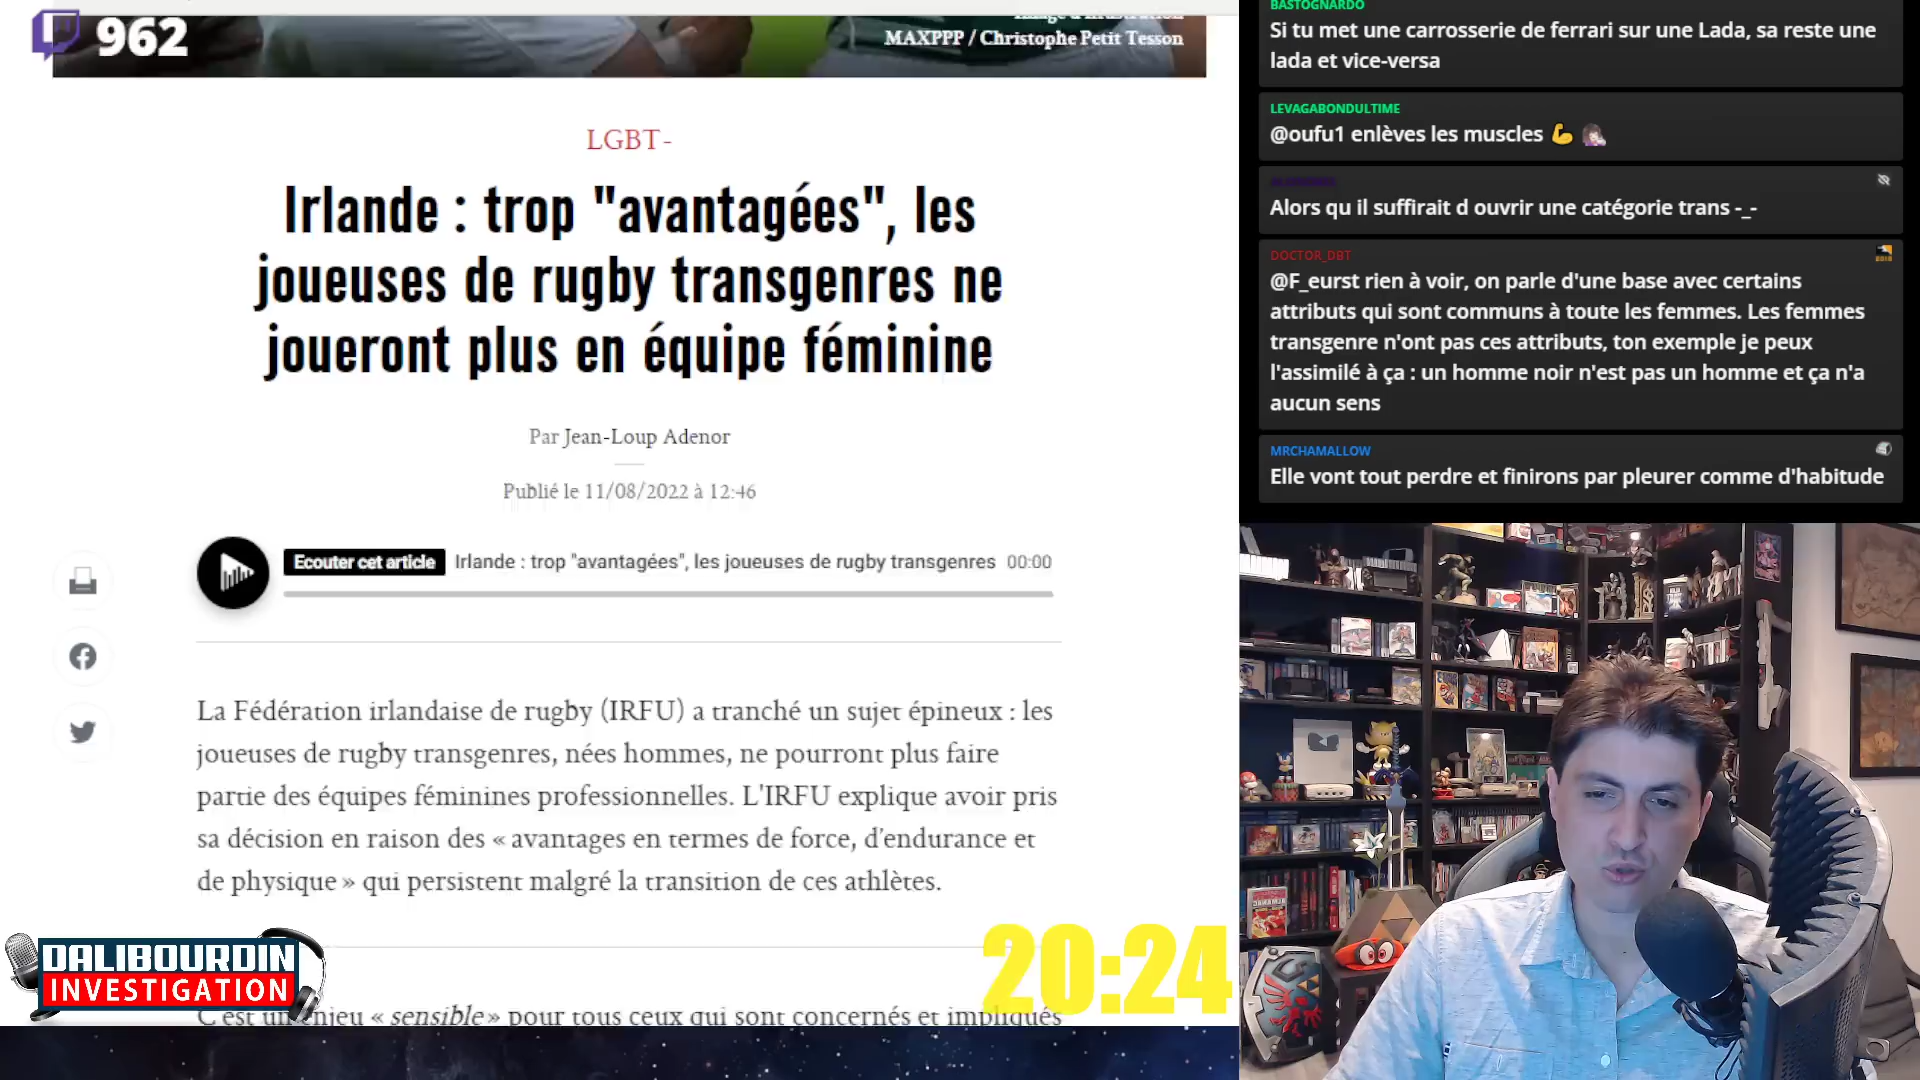 962
MAXPPP / Christophe Petit Tesson
LGBT-
Irlande : trop "avantagées", les
joueuses de rugby transgenres ne
joueront plus en équipe féminine
Par Jean-Loup Adenor
Publié le 11/08/2022 à 12:46
Ecouter cet article
Irlande : trop "avantagées", les joueuses de rugby transgenres
00:00
La Fédération irlandaise de rugby (IRFU) a tranché un sujet épineux : les
joueuses de rugby transgenres, nées hommes, ne pourront plus faire
partie des équipes féminines professionnelles. L'IRFU explique avoir pris
sa décision en raison des « avantages en termes de force, d'endurance et
de physique » qui persistent malgré la transition de ces athlètes.
C'est un enjeu « sensible » pour tous ceux qui sont concernés et impliqués
DALIBOURDIN
INVESTIGATION
20:24
BASTOGNARDO
Si tu met une carrosserie de ferrari sur une Lada, sa reste une
lada et vice-versa
LEVAGABONDULTIME
@oufu1 enlèves les muscles 💪
Alors qu il suffirait d ouvrir une catégorie trans -_-
DOCTOR_DBT
@F_eurst rien à voir, on parle d'une base avec certains
attributs qui sont communs à toute les femmes. Les femmes
transgenre n'ont pas ces attributs, ton exemple je peux
l'assimilé à ça : un homme noir n'est pas un homme et ça n'a
aucun sens
MRCHAMALLOW
Elle vont tout perdre et finirons par pleurer comme d'habitude